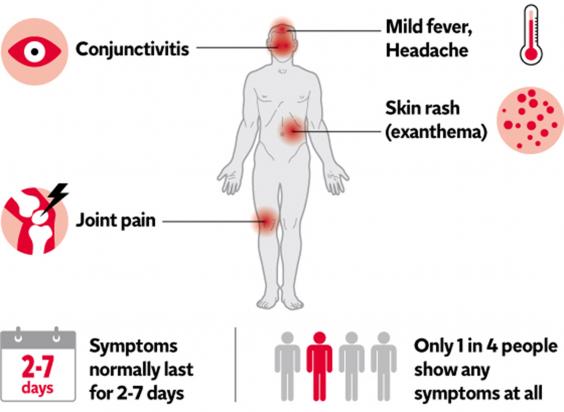 Conjunctivitis
Mild fever,
Headache
Skin rash
(exanthema)
Joint pain
2-7
days
Symptoms
normally last
for 2-7 days
Only 1 in 4 people
show any
symptoms at all